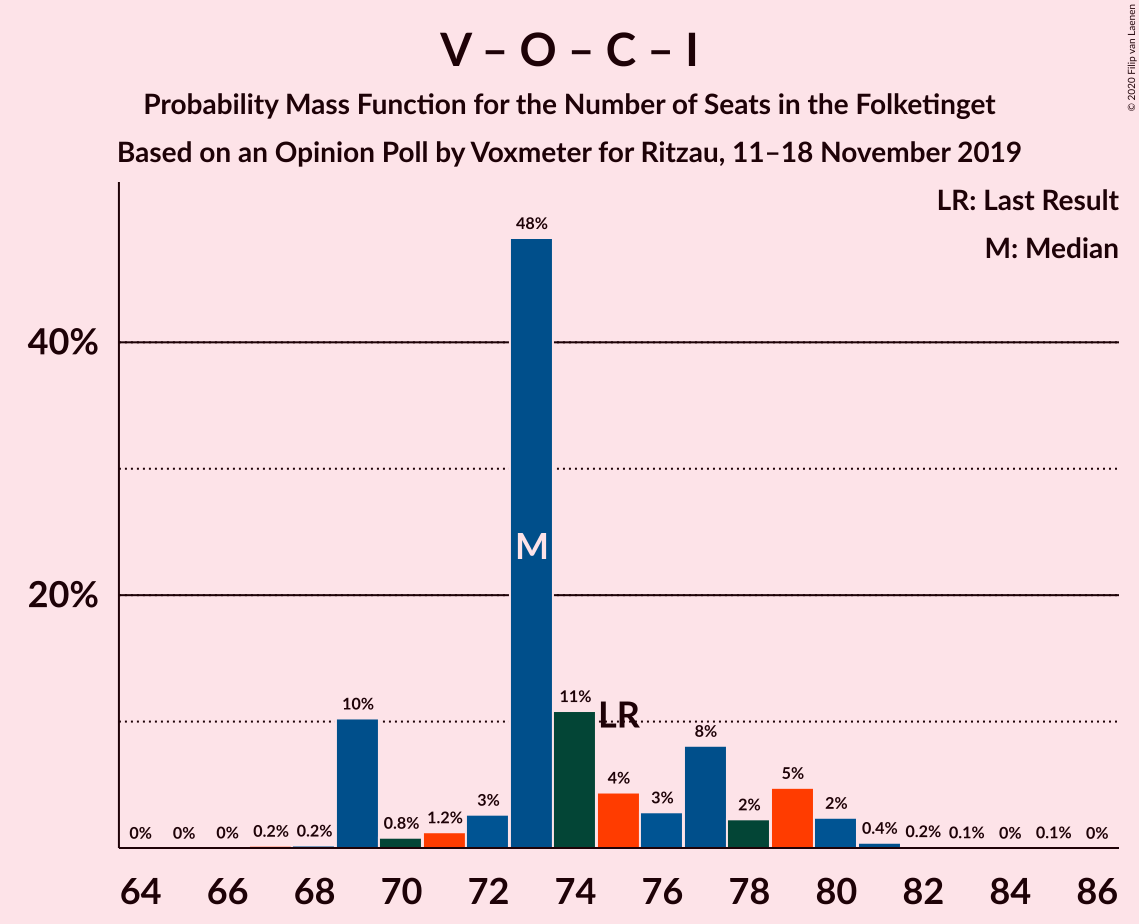 V – O – C – I
Probability Mass Function for the Number of Seats in the Folketinget
Based on an Opinion Poll by Voxmeter for Ritzau, 11–18 November 2019
© 2020 Filip van Laenen
LR: Last Result
M: Median
40%
20%
0%
0%
0%
0.2%
0.2%
10%
0.8%
1.2%
3%
48%
M
11%
LR
4%
3%
8%
2%
5%
2%
0.4%
0.2%
0.1%
0%
0.1%
0%
64 66 68 70 72 74 76 78 80 82 84 86